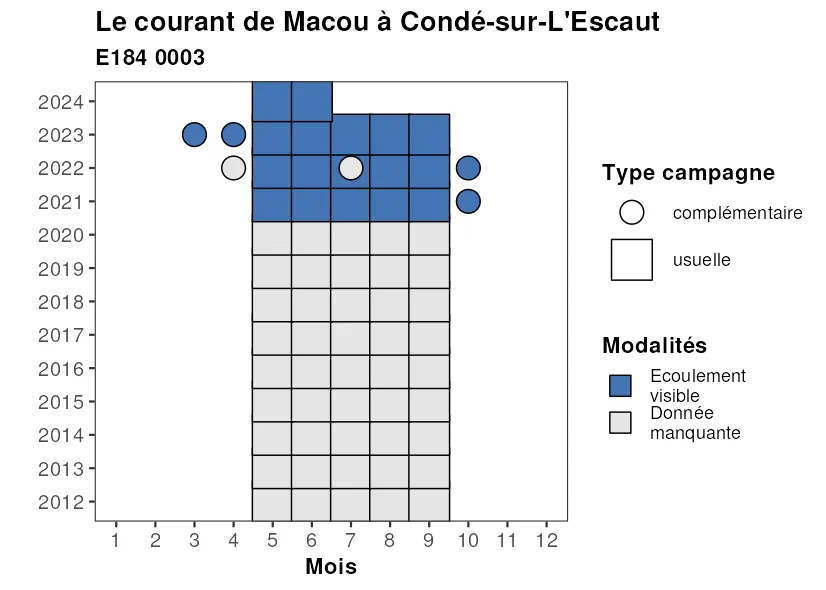 Le courant de Macou à Condé-sur-L'Escaut
E184 0003
2024
2023
2022
2021
2020
2019
2018
2017
2016
2015
2014
2013
2012
1 2 3 4 5 6 7 8 9 10 11 12
Mois
Type campagne
complémentaire
usuelle
Modalités
Ecoulement
visible
Donnée
manquante